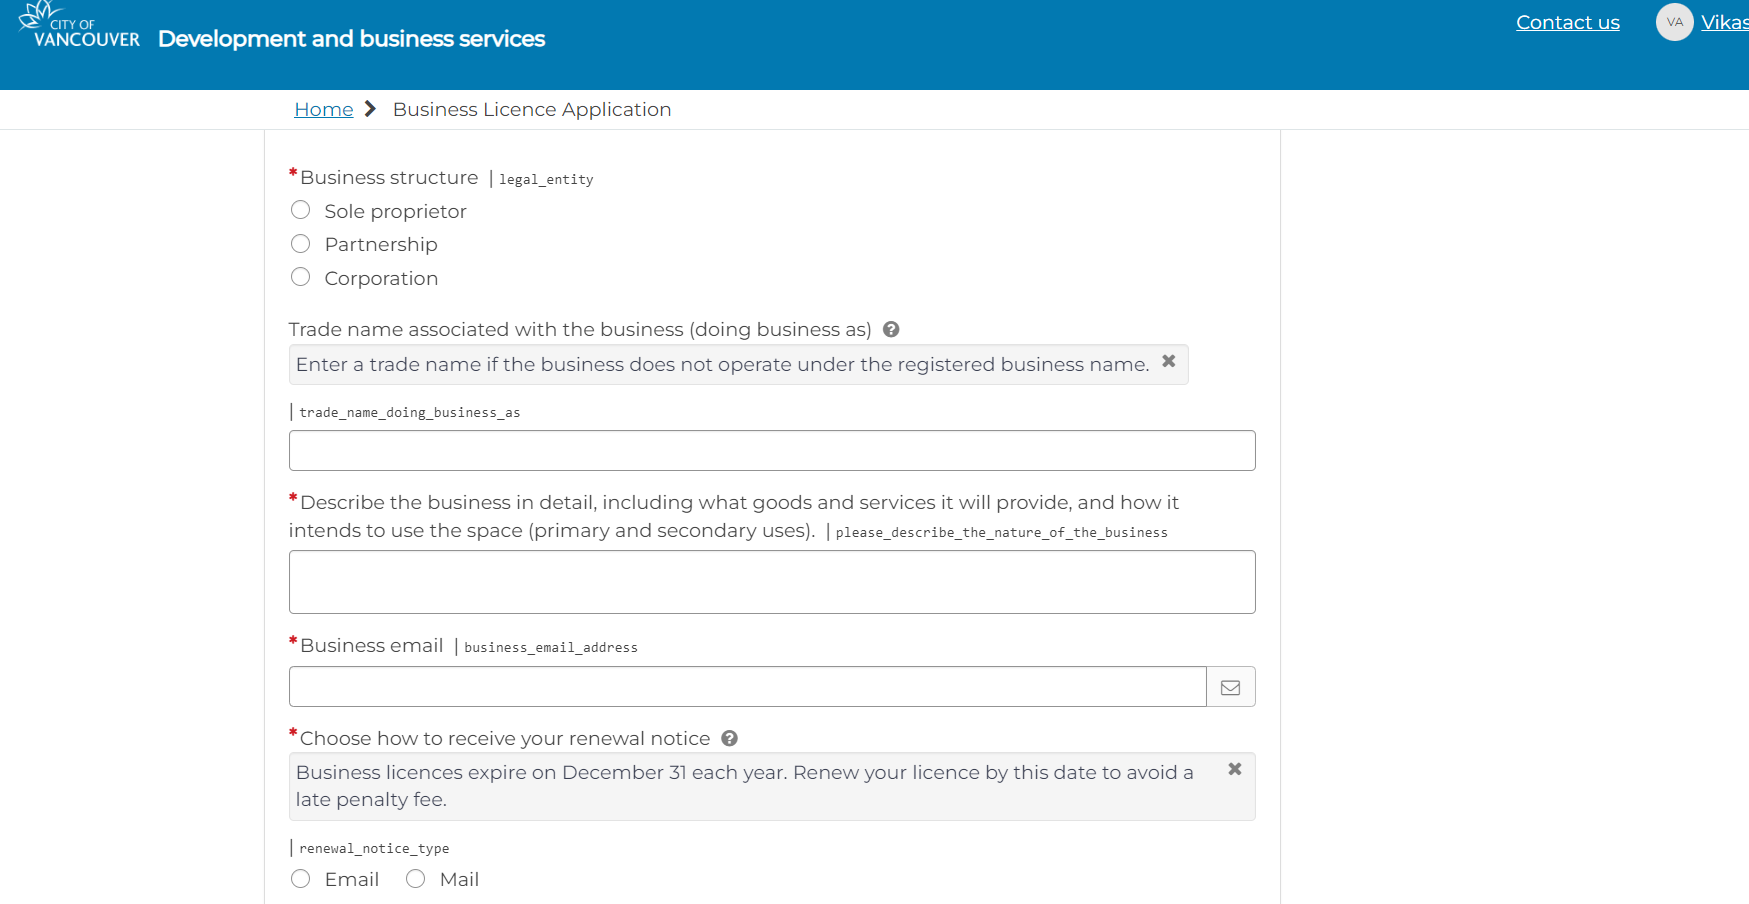 CITY OF
VANCOUVER
Development and business services
Contact us
VA
Vikas
Home
Business Licence Application
*Business structure | legal_entity
Sole proprietor
Partnership
Corporation
Trade name associated with the business (doing business as)
Enter a trade name if the business does not operate under the registered business name.
| trade_name_doing_business_as
*Describe the business in detail, including what goods and services it will provide, and how it
intends to use the space (primary and secondary uses). | please_describe_the_nature_of_the_business
*Business email | business_email_address
*Choose how to receive your renewal notice
Business licences expire on December 31 each year. Renew your licence by this date to avoid a
late penalty fee.
| renewal_notice_type
Email Mail